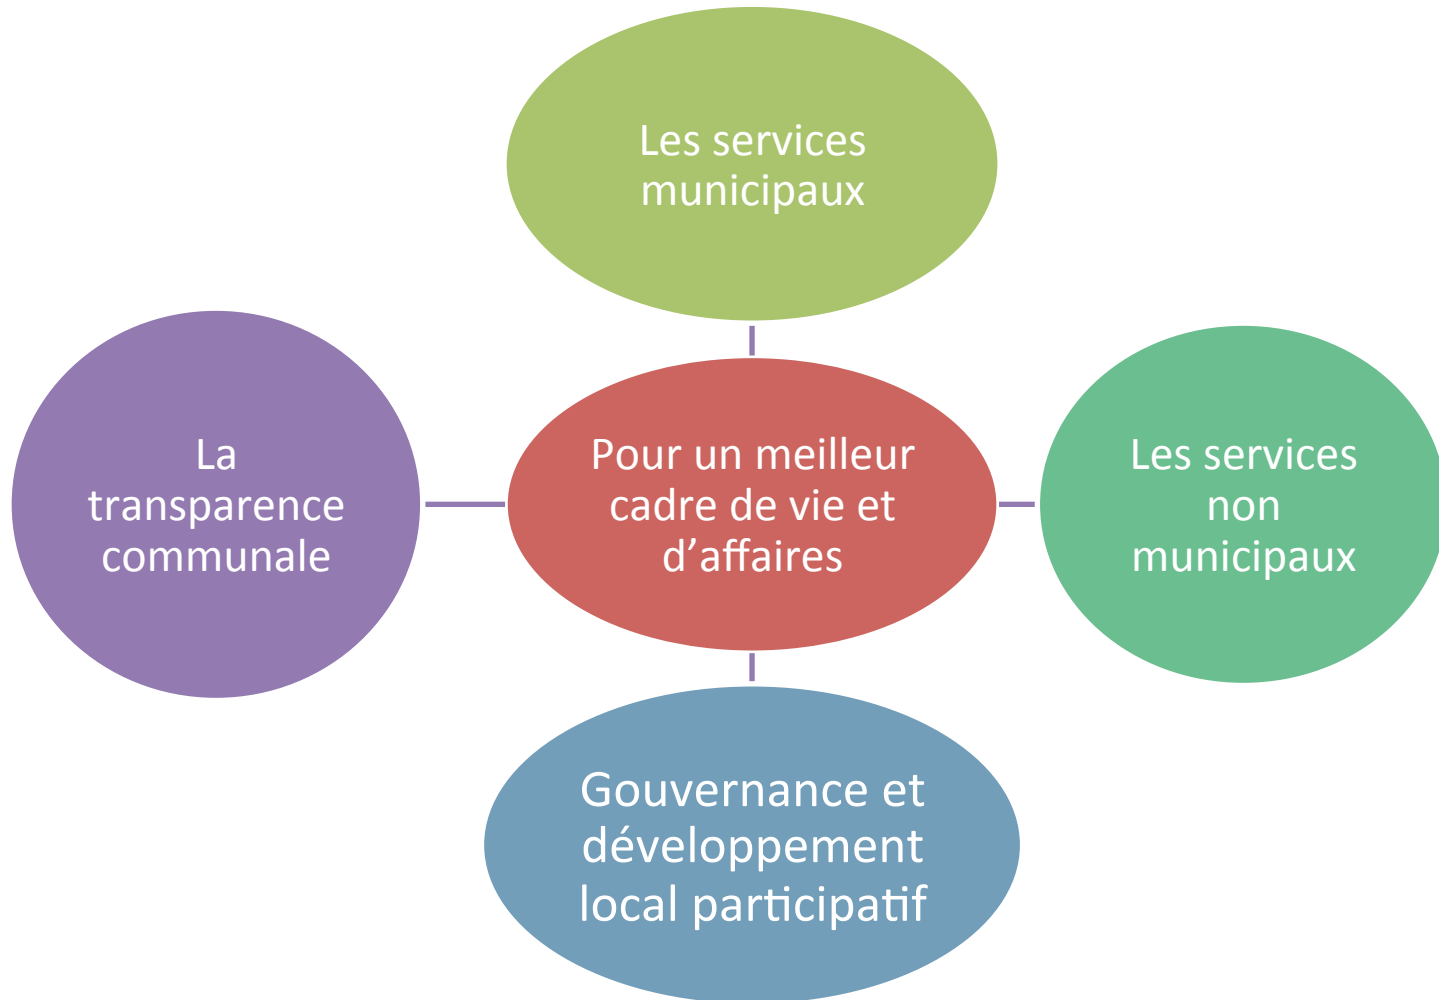 Les services
municipaux
La
transparence
communale
Pour un meilleur
cadre de vie et
d’affaires
Les services
non
municipaux
Gouvernance et
développement
local participatif